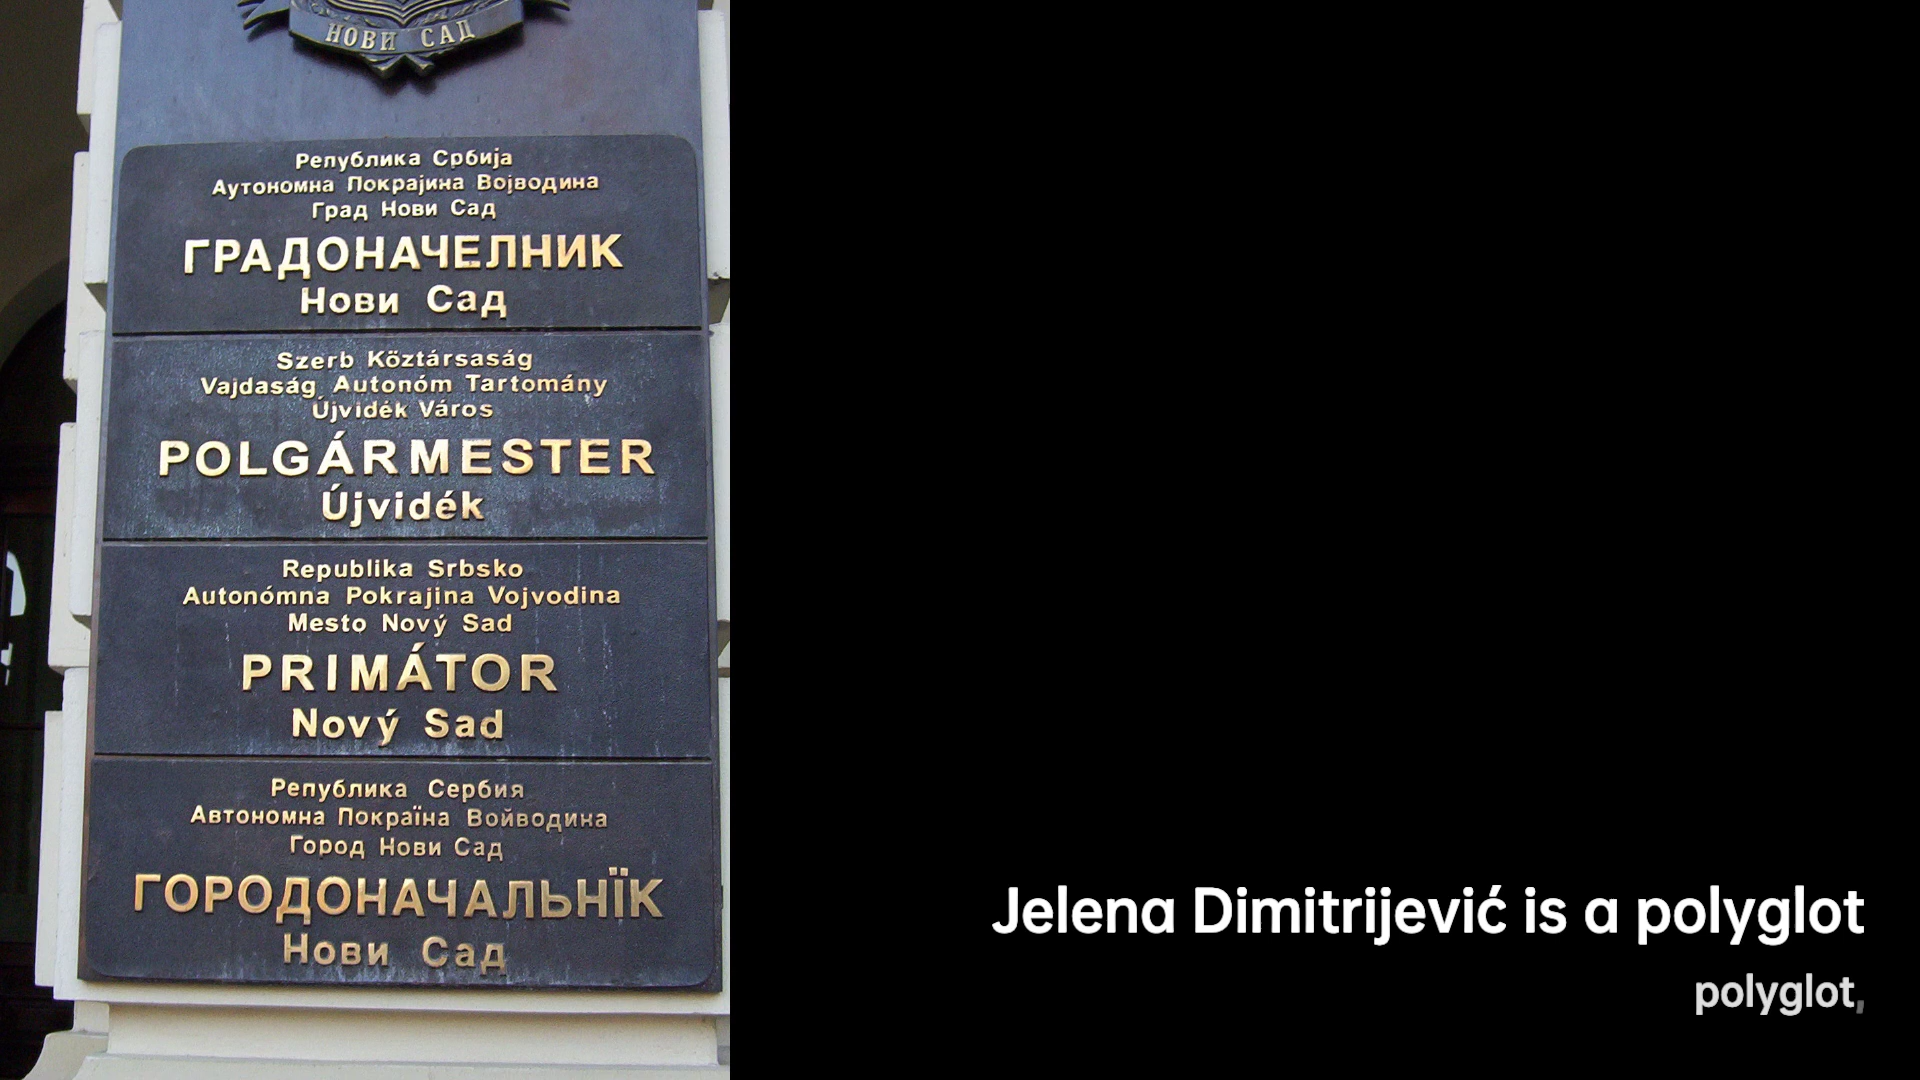 НОВИ САД
Република Србија
Аутономна Покрајина Војводина
Град Нови Сад
ГРАДОНАЧЕЛНИК
Нови Сад
Szerb Köztársaság
Vajdaság Autonóm Tartomány
Újvidék Város
POLGÁRMESTER
Újvidék
Republika Srbsko
Autonómna Pokrajina Vojvodina
Mesto Nový Sad
PRIMÁTOR
Nový Sad
Република Сербия
Автономна Покраїна Войводина
Город Нови Сад
ГОРОДОНАЧАЛЬНЇК
Нови Сад
Jelena Dimitrijević is a polyglot
polyglot,